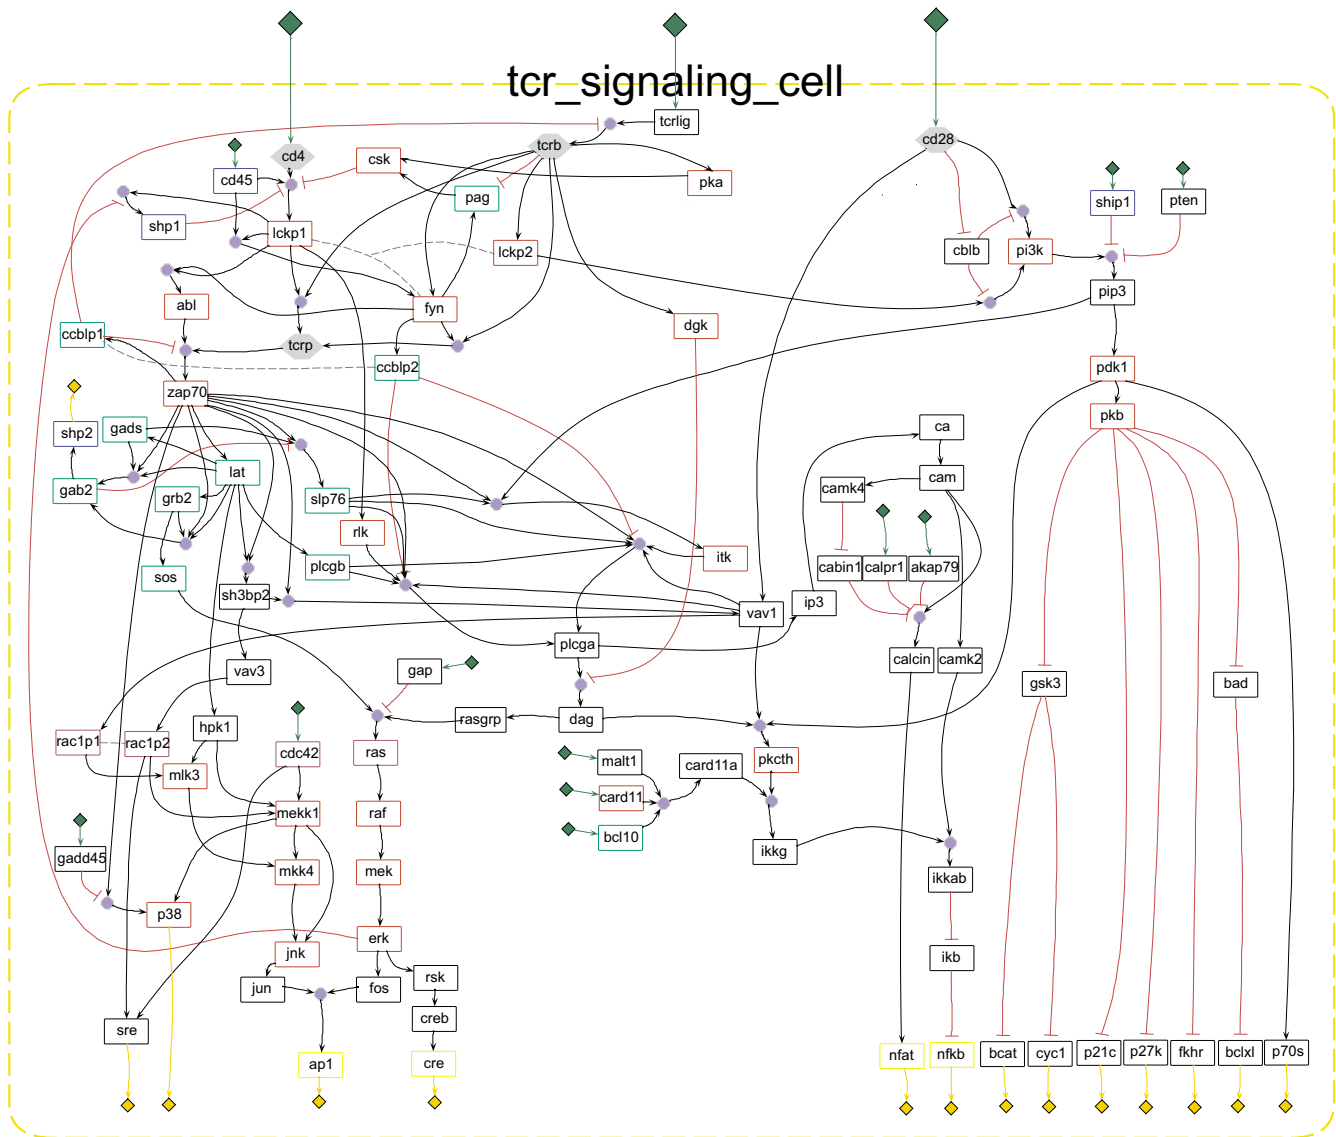 tcr_signaling_cell
tcrlig
cd4
csk
tcrb
cd28
cd45
pag
pka
ship1
pten
shp1
lckp1
lckp2
cblb
pi3k
pip3
abl
fyn
dgk
ccblp1
tcrp
ccblp2
pdk1
zap70
pkb
shp2
gads
ca
lat
cam
gab2
grb2
slp76
camk4
rlk
itk
sos
plcgb
cabin1
calpr1
akap79
sh3bp2
vav1
ip3
plcga
calcin
camk2
vav3
gap
gsk3
bad
hpk1
rasgrp
dag
rac1p1
rac1p2
cdc42
ras
malt1
card11a
pkcth
mlk3
card11
mekk1
raf
bcl10
ikkg
gadd45
mkk4
mek
ikkab
p38
erk
jnk
ikb
jun
fos
rsk
creb
sre
ap1
cre
nfat
nfkb
bcat
cyc1
p21c
p27k
fkhr
bclxl
p70s